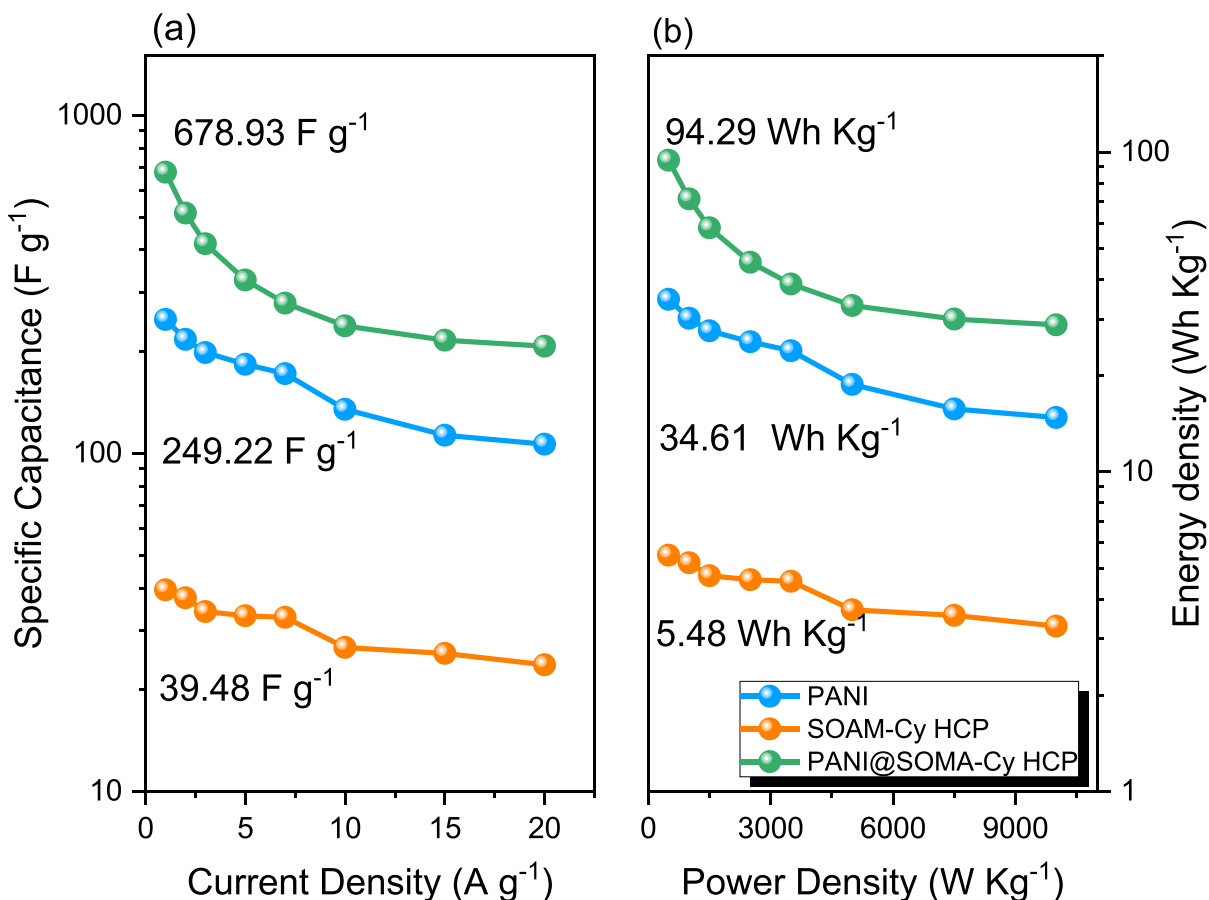 (a)
Specific Capacitance (F g⁻¹)
1000
100
10
678.93 F g⁻¹
249.22 F g⁻¹
39.48 F g⁻¹
0 5 10 15 20
Current Density (A g⁻¹)
(b)
94.29 Wh Kg⁻¹
34.61 Wh Kg⁻¹
5.48 Wh Kg⁻¹
PANI
SOAM-Cy HCP
PANI@SOMA-Cy HCP
100
10
1
Energy density (Wh Kg⁻¹)
0 3000 6000 9000
Power Density (W Kg⁻¹)